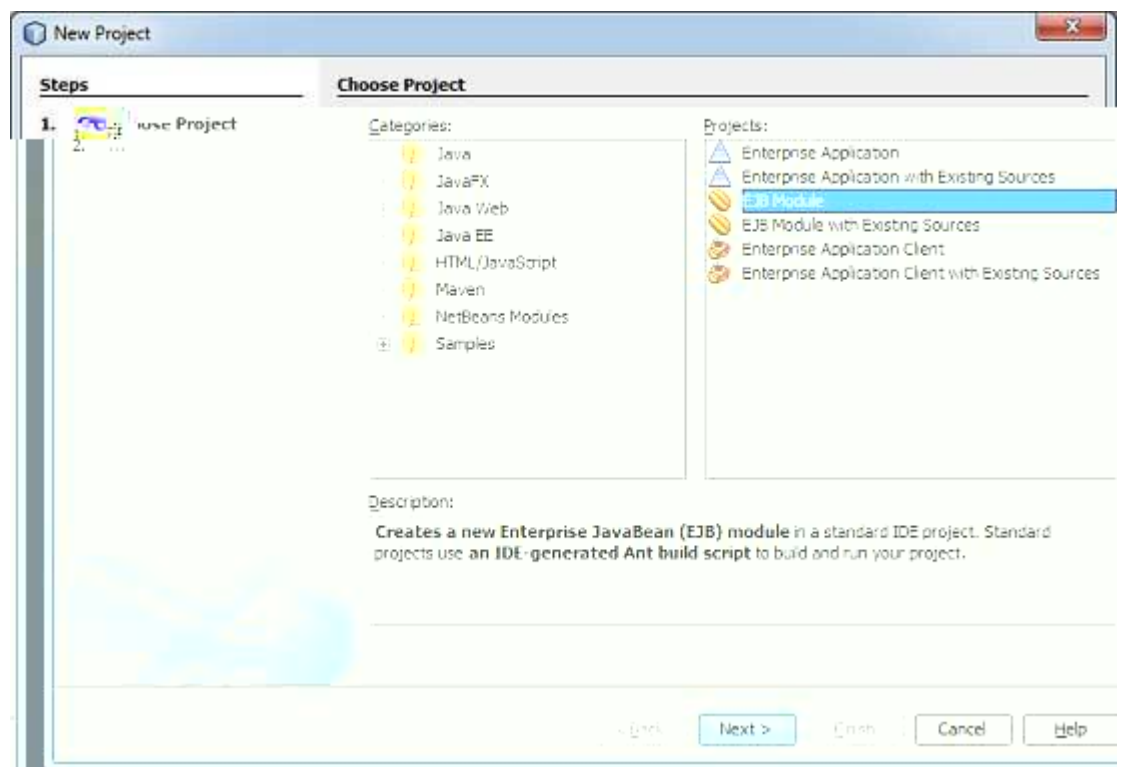 New Project
Steps
1. ose Project
2. ...
Choose Project
Categories:
Java
JavaFX
Java Web
Java EE
HTML/JavaScript
Maven
NetBeans Modules
Samples
Projects:
Enterprise Application
Enterprise Application with Existing Sources
EJB Module
EJB Module with Existing Sources
Enterprise Application Client
Enterprise Application Client with Existing Sources
Description:
Creates a new Enterprise JavaBean (EJB) module in a standard IDE project. Standard
projects use an IDE-generated Ant build script to build and run your project.
Next >
Cancel
Help